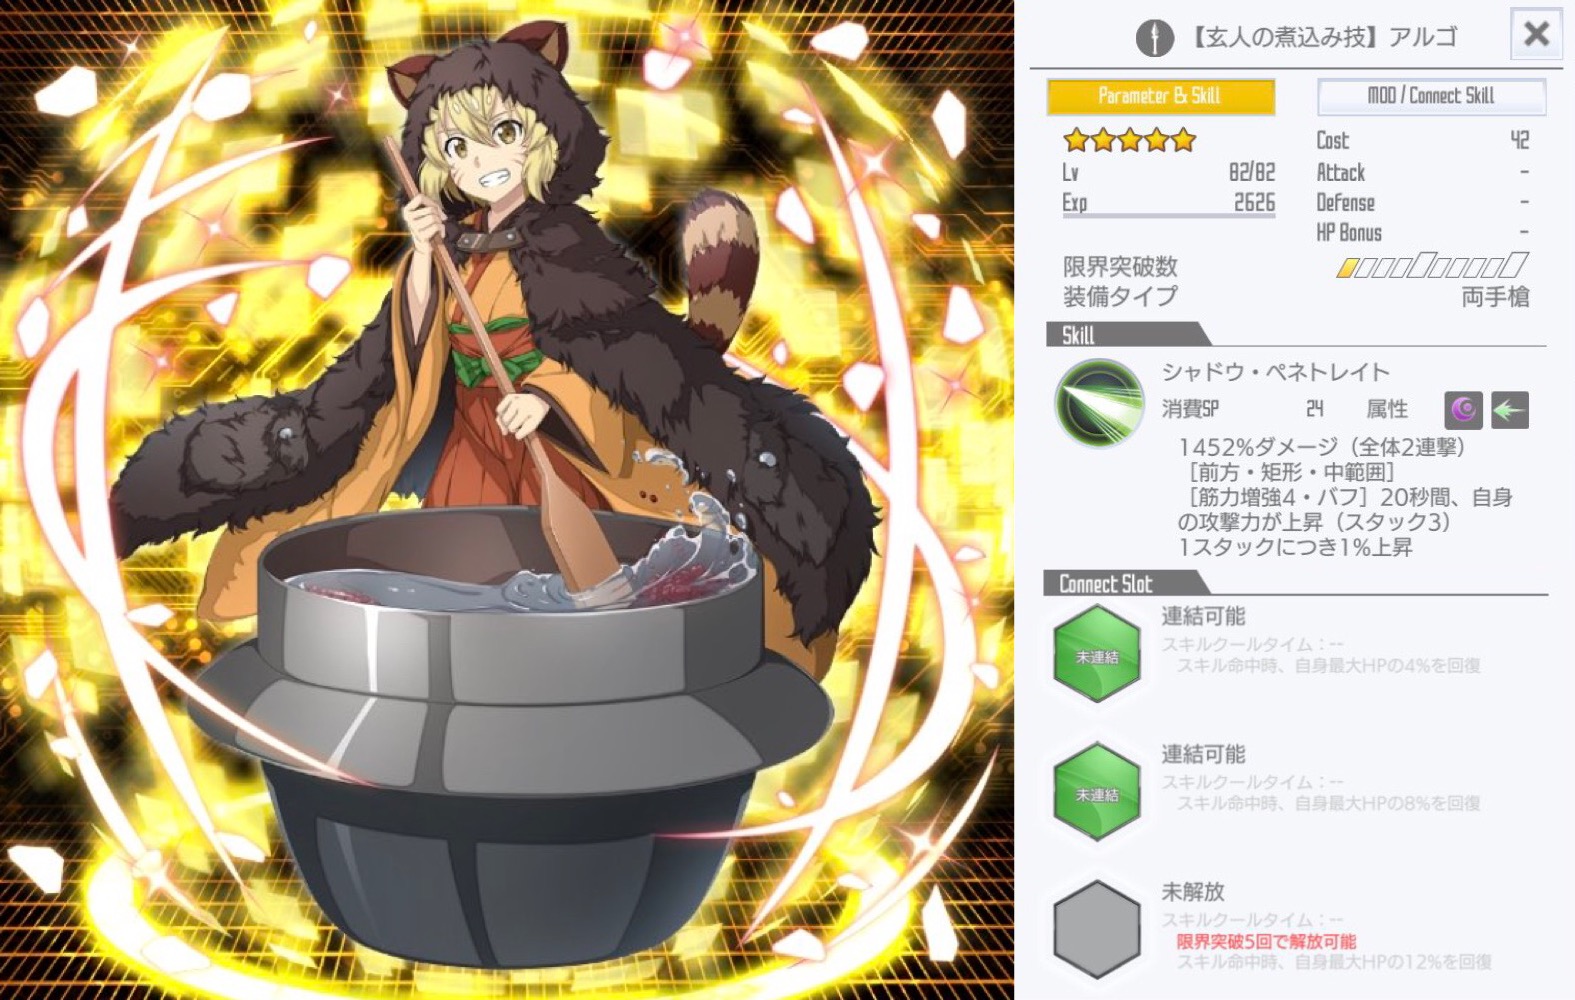 【玄人の煮込み技】アルゴ
Parameter & Skill
MOD / Connect Skill
Lv 82/82
Exp 2626
Cost 42
Attack -
Defense -
HP Bonus -
限界突破数
装備タイプ 両手槍
Skill
シャドウ・ペネトレイト
消費SP 24 属性
1452%ダメージ（全体2連撃）
［前方・矩形・中範囲］
［筋力増強4・バフ］20秒間、自身
の攻撃力が上昇（スタック3）
1スタックにつき1%上昇
Connect Slot
未連結
連結可能
スキルクールタイム：--
スキル命中時、自身最大HPの4%を回復
未連結
連結可能
スキルクールタイム：--
スキル命中時、自身最大HPの8%を回復
未解放
スキルクールタイム：--
限界突破5回で解放可能
スキル命中時、自身最大HPの12%を回復